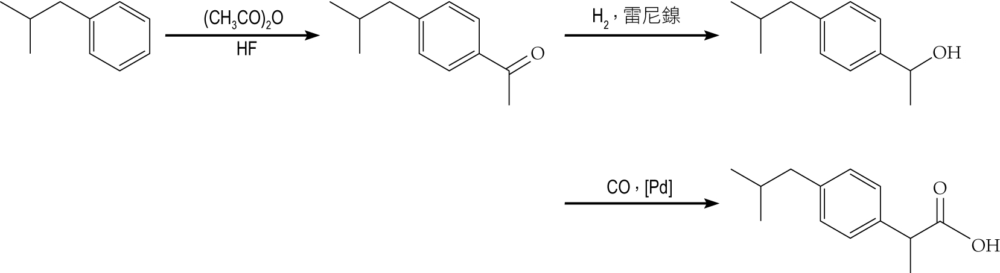 (CH₃CO)₂O
HF
O
H₂，雷尼鎳
OH
CO，[Pd]
O
OH